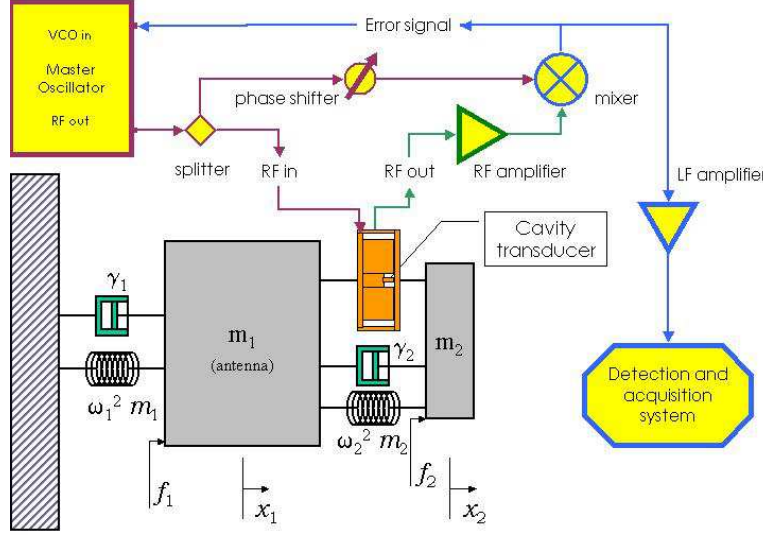 VCO in
Error signal
Master
Oscillator
phase shifter
mixer
RF out
splitter
RF in
RF out
RF amplifier
LF amplifier
Cavity
transducer
γ₁
m₁
(antenna)
m₂
γ₂
ω₁² m₁
ω₂² m₂
Detection and
acquisition
system
f₁
x₁
f₂
x₂